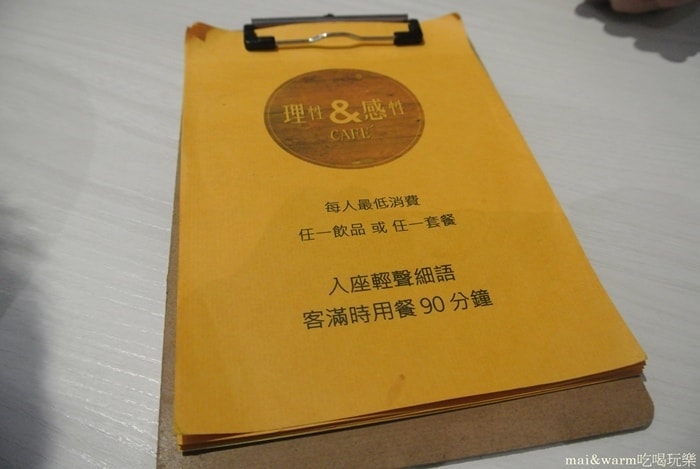 理性&感性
CAFE'
每人最低消費
任一飲品 或 任一套餐
入座輕聲細語
客滿時用餐 90 分鐘
mai&warm吃喝玩樂